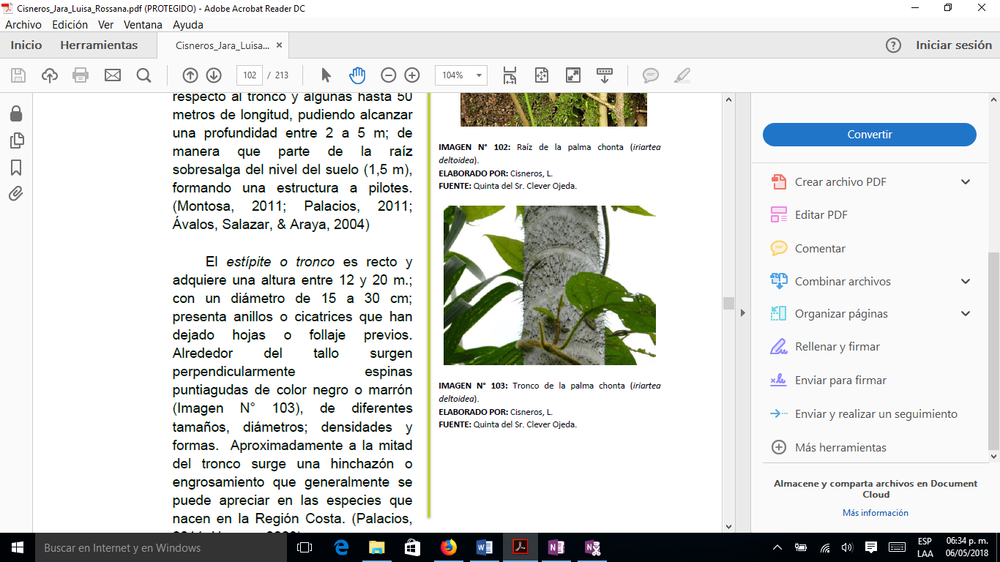 Cisneros_Jara_Luisa_Rossana.pdf (PROTEGIDO) - Adobe Acrobat Reader DC
Archivo Edición Ver Ventana Ayuda
Inicio Herramientas Cisneros_Jara_Luisa... × Iniciar sesión
102 / 213 104%
respecto al tronco y algunas hasta 50
metros de longitud, pudiendo alcanzar
una profundidad entre 2 a 5 m; de
manera que parte de la raíz
sobresalga del nivel del suelo (1,5 m),
formando una estructura a pilotes.
(Montosa, 2011; Palacios, 2011;
Ávalos, Salazar, & Araya, 2004)
El estípite o tronco es recto y
adquiere una altura entre 12 y 20 m.;
con un diámetro de 15 a 30 cm;
presenta anillos o cicatrices que han
dejado hojas o follaje previos.
Alrededor del tallo surgen
perpendicularmente espinas
puntiagudas de color negro o marrón
(Imagen N° 103), de diferentes
tamaños, diámetros; densidades y
formas. Aproximadamente a la mitad
del tronco surge una hinchazón o
engrosamiento que generalmente se
puede apreciar en las especies que
nacen en la Región Costa. (Palacios,
IMAGEN N° 102: Raíz de la palma chonta (iriartea
deltoidea).
ELABORADO POR: Cisneros, L.
FUENTE: Quinta del Sr. Clever Ojeda.
IMAGEN N° 103: Tronco de la palma chonta (iriartea
deltoidea).
ELABORADO POR: Cisneros, L.
FUENTE: Quinta del Sr. Clever Ojeda.
Convertir
Crear archivo PDF
Editar PDF
Comentar
Combinar archivos
Organizar páginas
Rellenar y firmar
Enviar para firmar
Enviar y realizar un seguimiento
Más herramientas
Almacene y comparta archivos en Document
Cloud
Más información
Buscar en Internet y en Windows
ESP 06:34 p. m.
LAA 06/05/2018